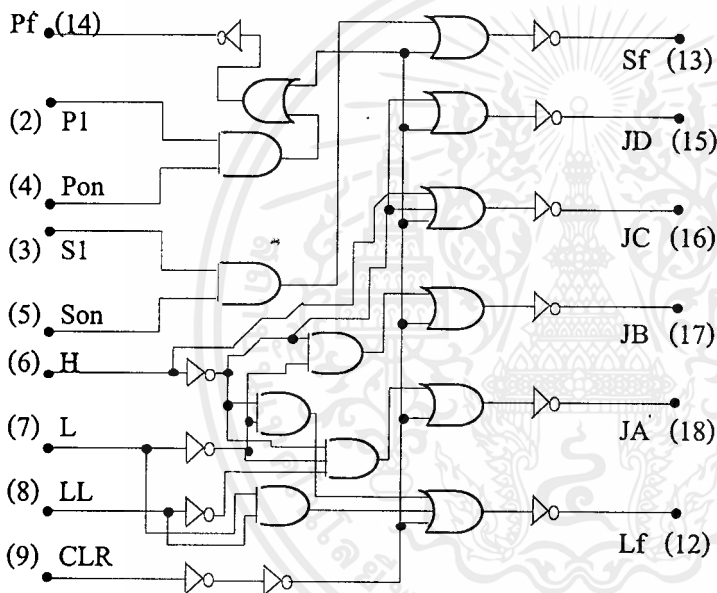 Pf (14)
Sf (13)
(2) P1
JD (15)
(4) Pon
JC (16)
(3) S1
(5) Son
JB (17)
(6) H
(7) L
JA (18)
(8) LL
Lf (12)
(9) CLR